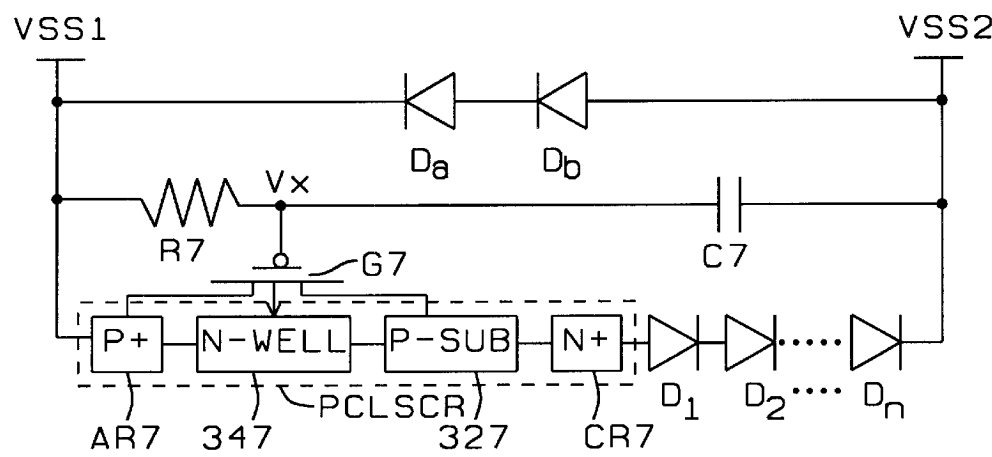 VSS1 VSS2
Da Db
Vx
R7 C7
G7
P+ N-WELL P-SUB N+
D1 D2 Dn
PCLSCR
AR7 347 327 CR7